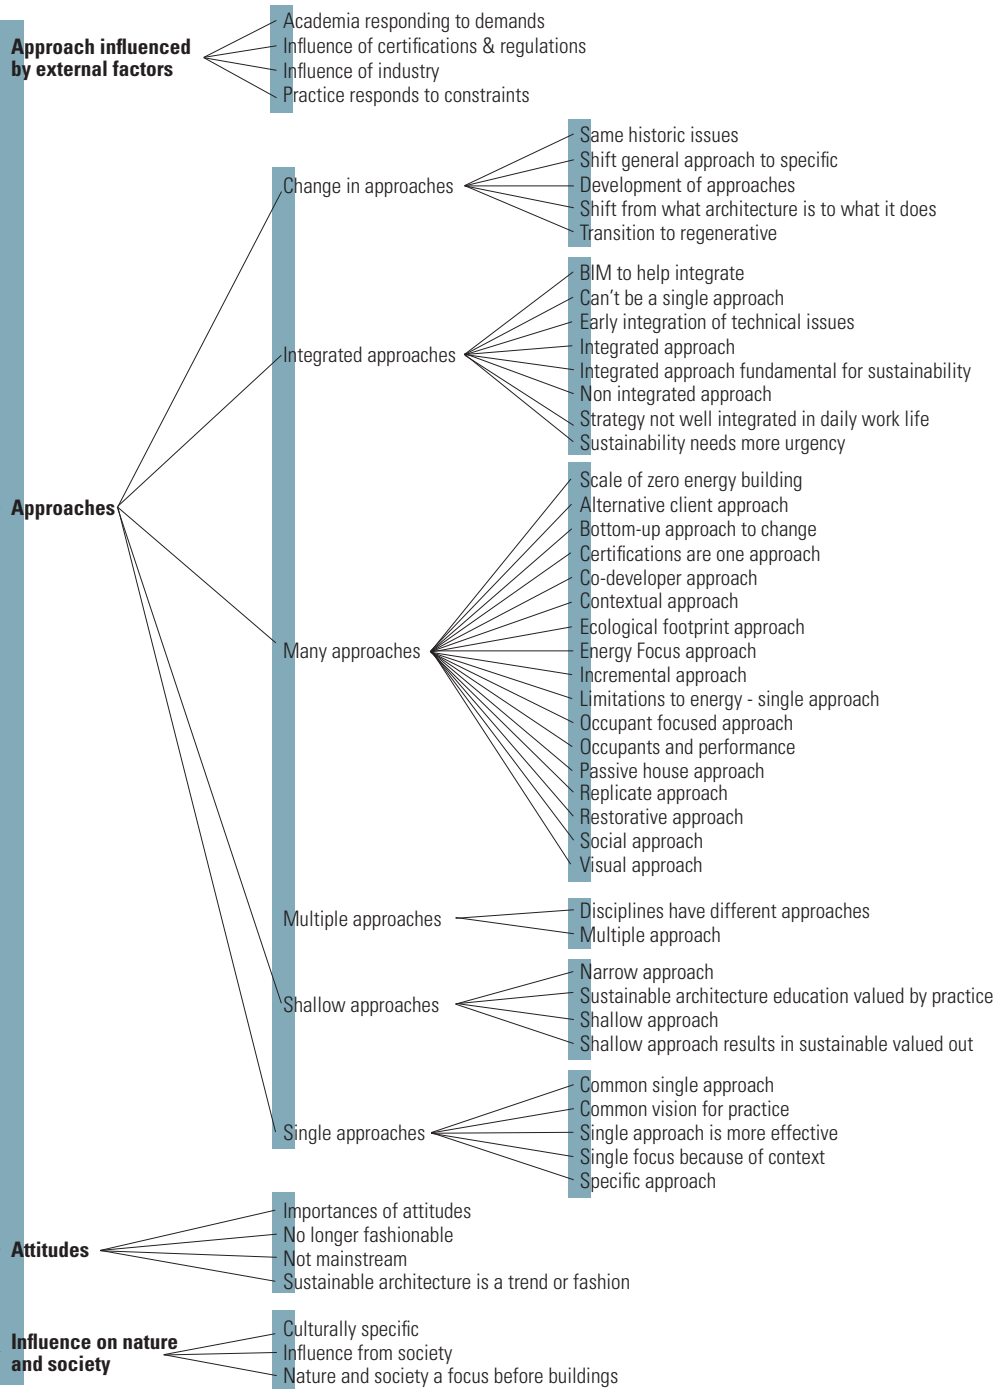 Approach influenced
by external factors
Academia responding to demands
Influence of certifications & regulations
Influence of industry
Practice responds to constraints
Approaches
Change in approaches
Same historic issues
Shift general approach to specific
Development of approaches
Shift from what architecture is to what it does
Transition to regenerative
Integrated approaches
BIM to help integrate
Can't be a single approach
Early integration of technical issues
Integrated approach
Integrated approach fundamental for sustainability
Non integrated approach
Strategy not well integrated in daily work life
Sustainability needs more urgency
Many approaches
Scale of zero energy building
Alternative client approach
Bottom-up approach to change
Certifications are one approach
Co-developer approach
Contextual approach
Ecological footprint approach
Energy Focus approach
Incremental approach
Limitations to energy - single approach
Occupant focused approach
Occupants and performance
Passive house approach
Replicate approach
Restorative approach
Social approach
Visual approach
Multiple approaches
Disciplines have different approaches
Multiple approach
Shallow approaches
Narrow approach
Sustainable architecture education valued by practice
Shallow approach
Shallow approach results in sustainable valued out
Single approaches
Common single approach
Common vision for practice
Single approach is more effective
Single focus because of context
Specific approach
Attitudes
Importances of attitudes
No longer fashionable
Not mainstream
Sustainable architecture is a trend or fashion
Influence on nature
and society
Culturally specific
Influence from society
Nature and society a focus before buildings